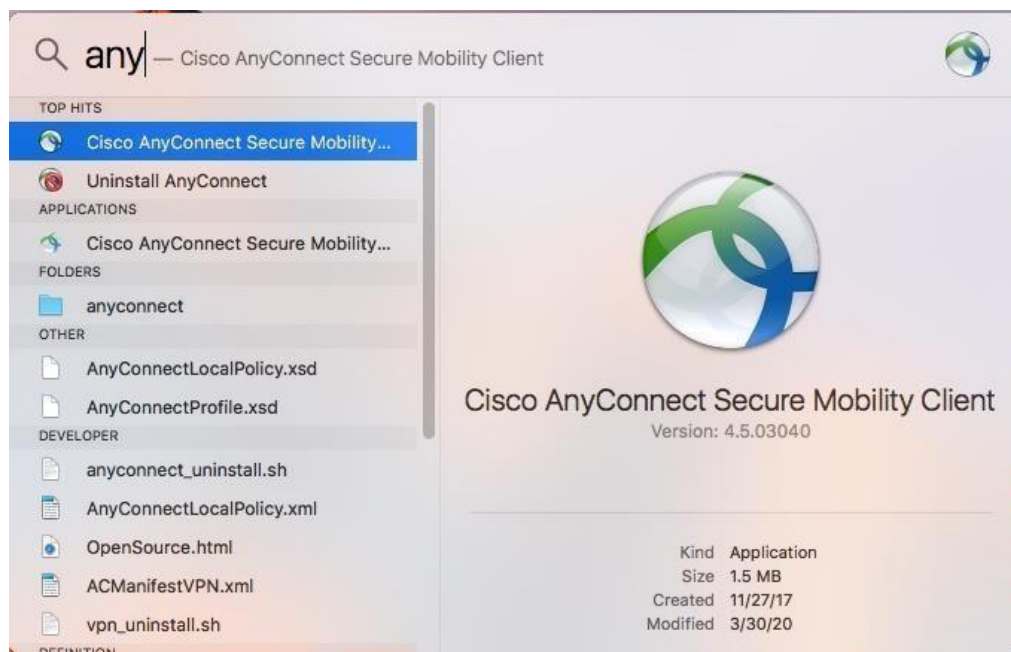 any — Cisco AnyConnect Secure Mobility Client
TOP HITS
Cisco AnyConnect Secure Mobility...
Uninstall AnyConnect
APPLICATIONS
Cisco AnyConnect Secure Mobility...
FOLDERS
anyconnect
OTHER
AnyConnectLocalPolicy.xsd
AnyConnectProfile.xsd
DEVELOPER
anyconnect_uninstall.sh
AnyConnectLocalPolicy.xml
OpenSource.html
ACManifestVPN.xml
vpn_uninstall.sh
DEFINITION
Cisco AnyConnect Secure Mobility Client
Version: 4.5.03040
Kind Application
Size 1.5 MB
Created 11/27/17
Modified 3/30/20